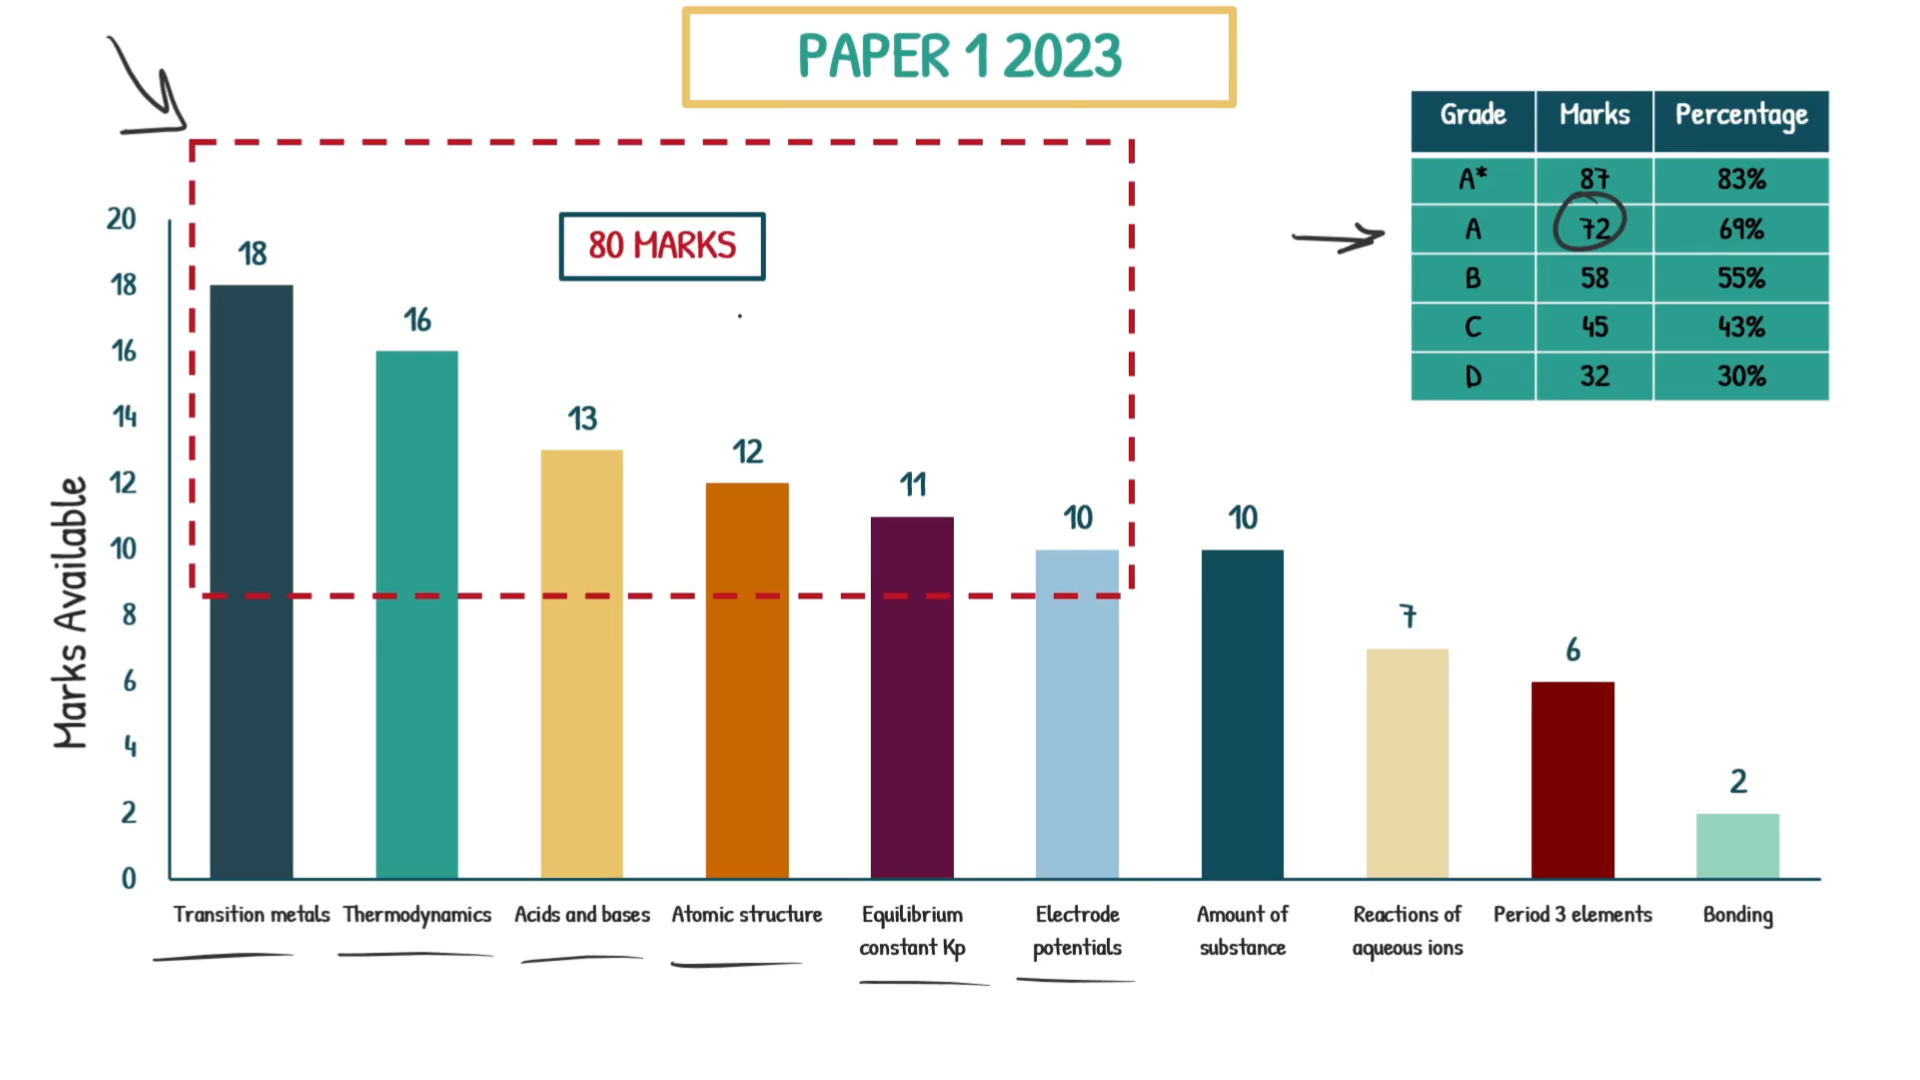 PAPER 1 2023
Grade Marks Percentage
A* 87 83%
A 72 69%
B 58 55%
C 45 43%
D 32 30%
80 MARKS
Marks Available
20
18
16
14
12
10
8
6
4
2
0
18
16
13
12
11
10
10
7
6
2
Transition metals
Thermodynamics
Acids and bases
Atomic structure
Equilibrium
constant Kp
Electrode
potentials
Amount of
substance
Reactions of
aqueous ions
Period 3 elements
Bonding